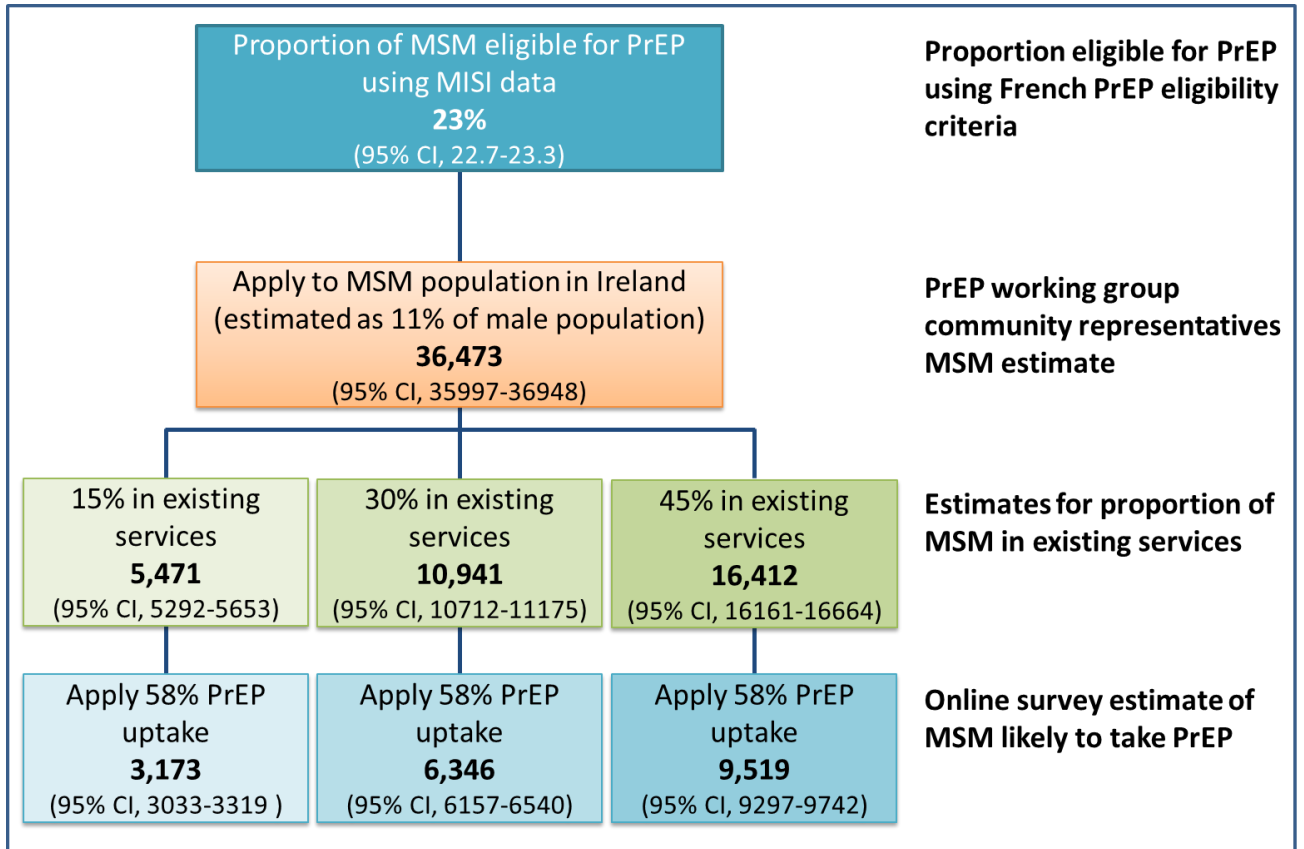 Proportion of MSM eligible for PrEP
using MISI data
23%
(95% CI, 22.7-23.3)
Proportion eligible for PrEP
using French PrEP eligibility
criteria
Apply to MSM population in Ireland
(estimated as 11% of male population)
36,473
(95% CI, 35997-36948)
PrEP working group
community representatives
MSM estimate
15% in existing
services
5,471
(95% CI, 5292-5653)
30% in existing
services
10,941
(95% CI, 10712-11175)
45% in existing
services
16,412
(95% CI, 16161-16664)
Estimates for proportion of
MSM in existing services
Apply 58% PrEP
uptake
3,173
(95% CI, 3033-3319 )
Apply 58% PrEP
uptake
6,346
(95% CI, 6157-6540)
Apply 58% PrEP
uptake
9,519
(95% CI, 9297-9742)
Online survey estimate of
MSM likely to take PrEP